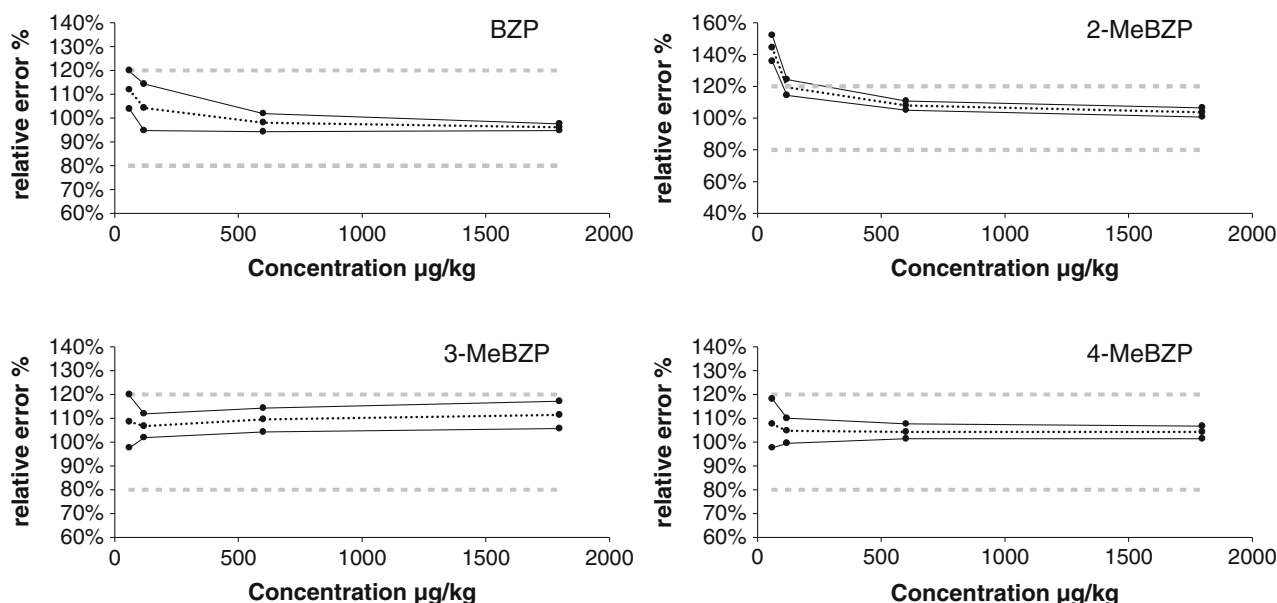 BZP
relative error %
140%
130%
120%
110%
100%
90%
80%
70%
60%
0 500 1000 1500 2000
Concentration µg/kg
2-MeBZP
relative error %
160%
140%
120%
100%
80%
60%
40%
0 500 1000 1500 2000
Concentration µg/kg
3-MeBZP
relative error %
140%
130%
120%
110%
100%
90%
80%
70%
60%
0 500 1000 1500 2000
Concentration µg/kg
4-MeBZP
relative error %
140%
130%
120%
110%
100%
90%
80%
70%
60%
0 500 1000 1500 2000
Concentration µg/kg